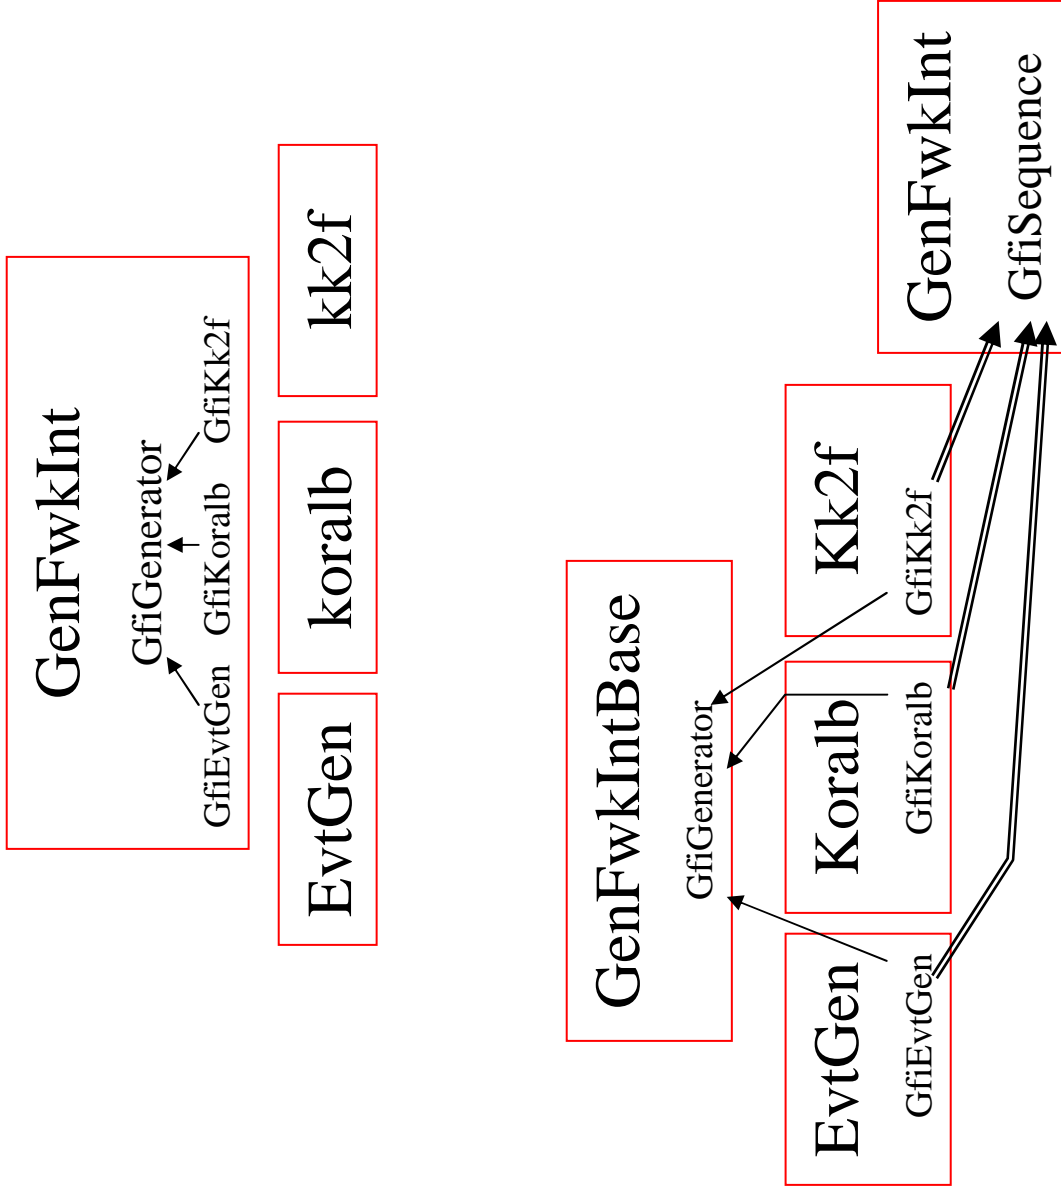 GenFwkInt
GfiGenerator
GfiEvtGen GfiKoralb GfiKk2f
EvtGen koralb kk2f
GenFwkIntBase
GfiGenerator
EvtGen Koralb Kk2f
GfiEvtGen GfiKoralb GfiKk2f
GenFwkInt
GfiSequence